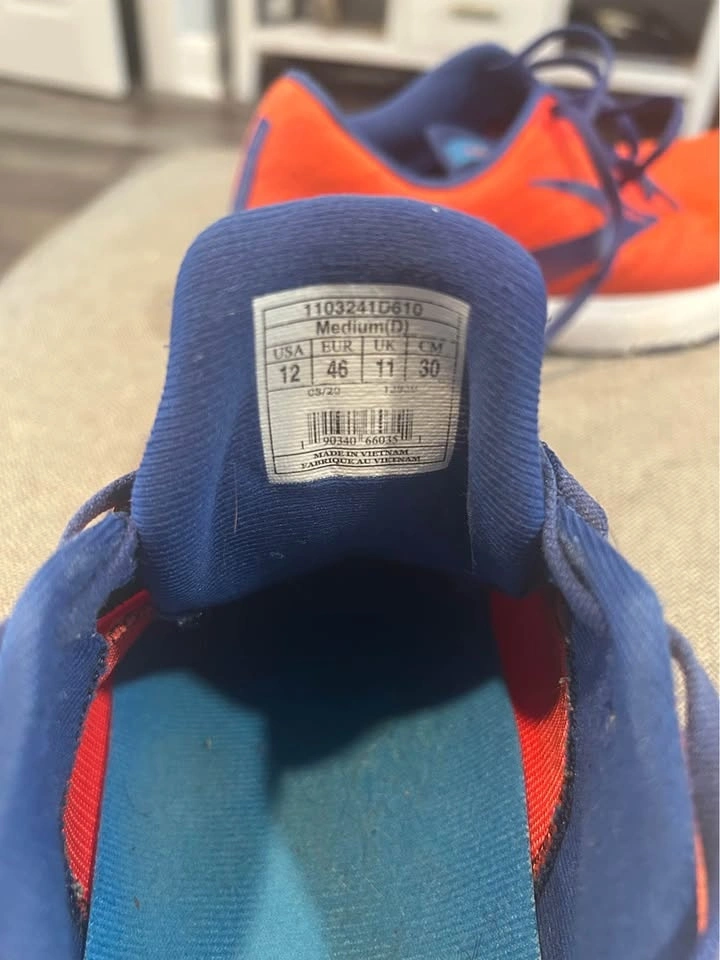 1103241D610
Medium(D)
USA EUR UK CM
12 46 11 30
03/20
1 90340 66035 1
MADE IN VIETNAM
FABRIQUE AU VIETNAM